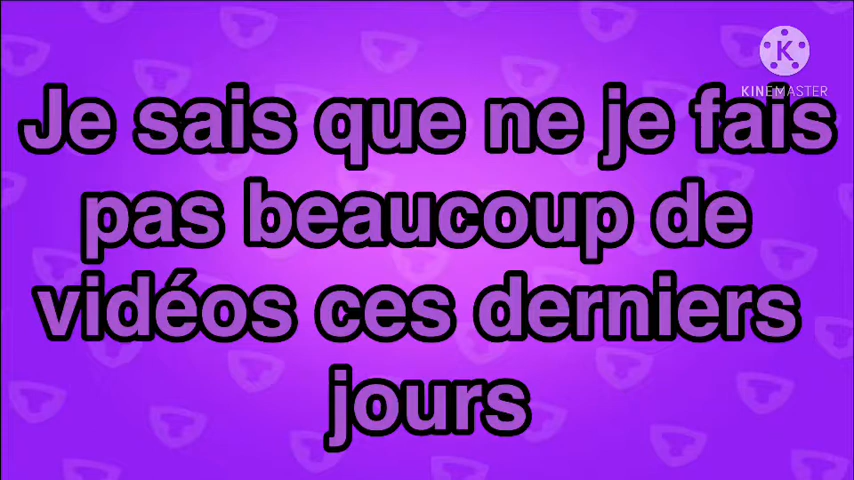 KINEMASTER
Je sais que ne je fais
pas beaucoup de
vidéos ces derniers
jours